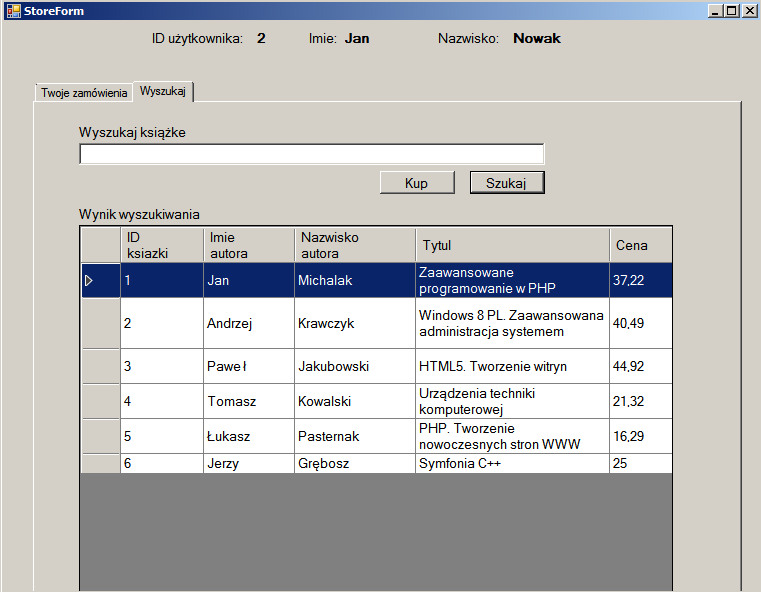 StoreForm
ID użytkownika: 2 Imie: Jan Nazwisko: Nowak
Twoje zamówienia Wyszukaj
Wyszukaj książke
Kup Szukaj
Wynik wyszukiwania
ID ksiazki Imie autora Nazwisko autora Tytul Cena
1 Jan Michalak Zaawansowane programowanie w PHP 37,22
2 Andrzej Krawczyk Windows 8 PL. Zaawansowana administracja systemem 40,49
3 Paweł Jakubowski HTML5. Tworzenie witryn 44,92
4 Tomasz Kowalski Urządzenia techniki komputerowej 21,32
5 Łukasz Pasternak PHP. Tworzenie nowoczesnych stron WWW 16,29
6 Jerzy Grębosz Symfonia C++ 25